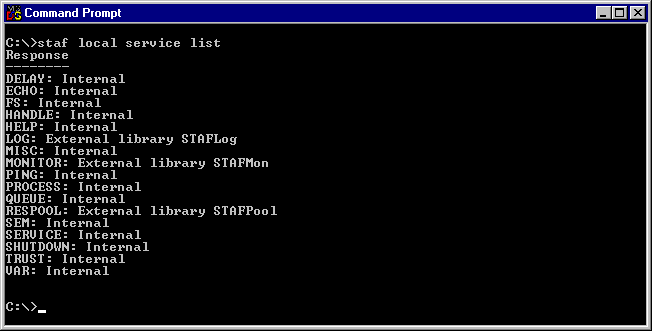 Command Prompt
C:\>staf local service list
Response
--------
DELAY: Internal
ECHO: Internal
FS: Internal
HANDLE: Internal
HELP: Internal
LOG: External library STAFLog
MISC: Internal
MONITOR: External library STAFMon
PING: Internal
PROCESS: Internal
QUEUE: Internal
RESPOOL: External library STAFPool
SEM: Internal
SERVICE: Internal
SHUTDOWN: Internal
TRUST: Internal
VAR: Internal
C:\>_